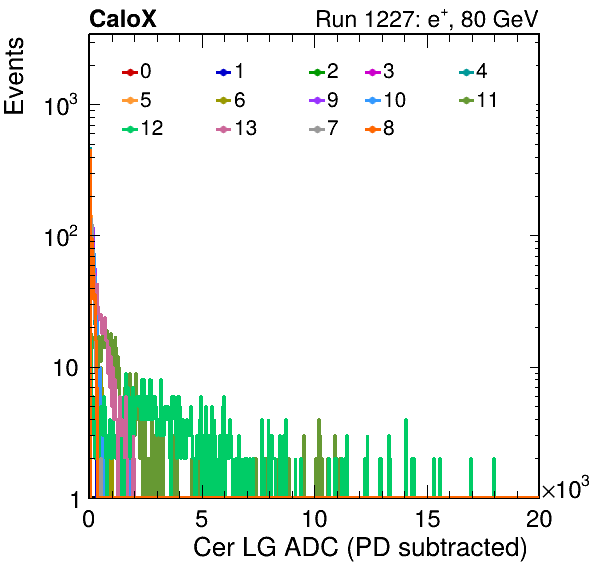 CaloX Run 1227: e⁺, 80 GeV
Events
0 1 2 3 4
5 6 9 10 11
12 13 7 8
10³
10²
10
1
0 5 10 15 20
×10³
Cer LG ADC (PD subtracted)